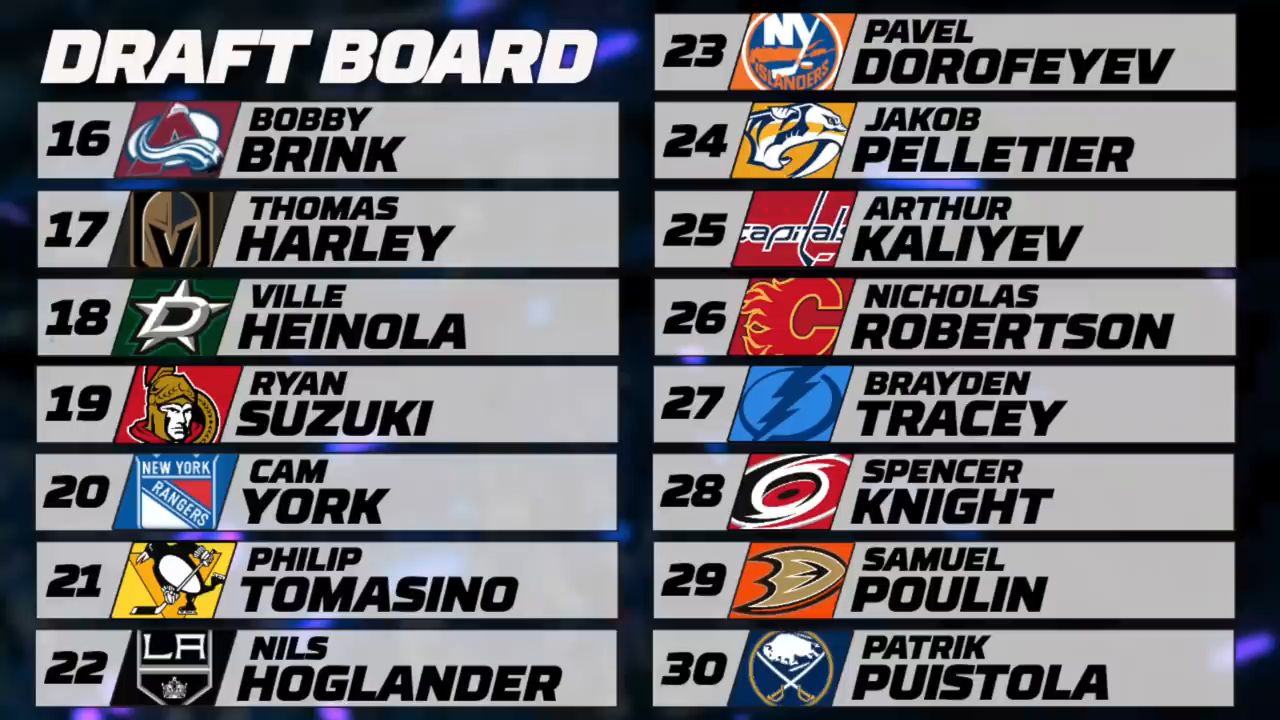 DRAFT BOARD
16 BOBBY
BRINK
17 THOMAS
HARLEY
18 VILLE
HEINOLA
19 RYAN
SUZUKI
20 NEW YORK
RANGERS
CAM
YORK
21 PHILIP
TOMASINO
22 LA
NILS
HOGLANDER
23 NY
ISLANDERS
PAVEL
DOROFEYEV
24 JAKOB
PELLETIER
25 capitals
ARTHUR
KALIYEV
26 C
NICHOLAS
ROBERTSON
27 BRAYDEN
TRACEY
28 SPENCER
KNIGHT
29 SAMUEL
POULIN
30 PATRIK
PUISTOLA